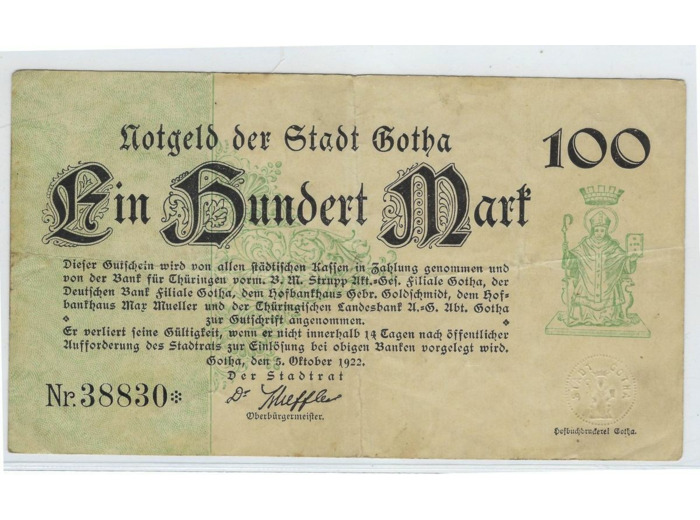 Notgeld der Stadt Gotha
100
Ein Hundert Mark
Dieser Gutschein wird von allen städtischen Kassen in Zahlung genommen und
von der Bank für Thüringen vorm. B. M. Strupp Akt.-Ges. Filiale Gotha, der
Deutschen Bank Filiale Gotha, dem Hofbankhaus Gebr. Goldschmidt, dem Hof-
bankhaus Max Mueller und der Thüringischen Landesbank A.-G. Abt. Gotha
* zur Gutschrift angenommen. *
Er verliert seine Gültigkeit, wenn er nicht innerhalb 14 Tagen nach öffentlicher
Aufforderung des Stadtrats zur Einlösung bei obigen Banken vorgelegt wird.
Gotha, den 5. Oktober 1922.
Der Stadtrat
Nr. 38830*
Dr Scheffler
Oberbürgermeister.
Hofbuchdruckerei Gotha.